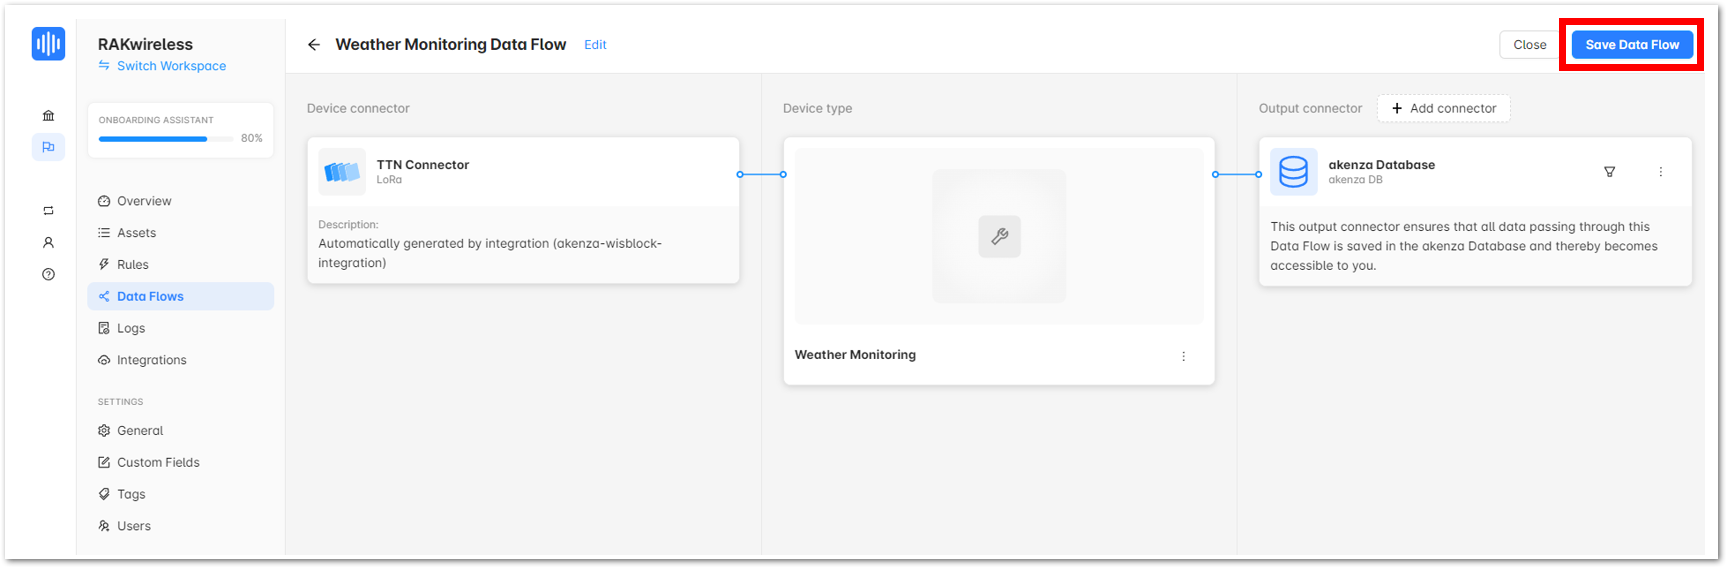 RAKwireless
Switch Workspace
ONBOARDING ASSISTANT
80%
Overview
Assets
Rules
Data Flows
Logs
Integrations
SETTINGS
General
Custom Fields
Tags
Users
Weather Monitoring Data Flow Edit
Close
Save Data Flow
Device connector
TTN Connector
LoRa
Description:
Automatically generated by integration (akenza-wisblock-
integration)
Device type
Weather Monitoring
Output connector
+ Add connector
akenza Database
akenza DB
This output connector ensures that all data passing through this
Data Flow is saved in the akenza Database and thereby becomes
accessible to you.